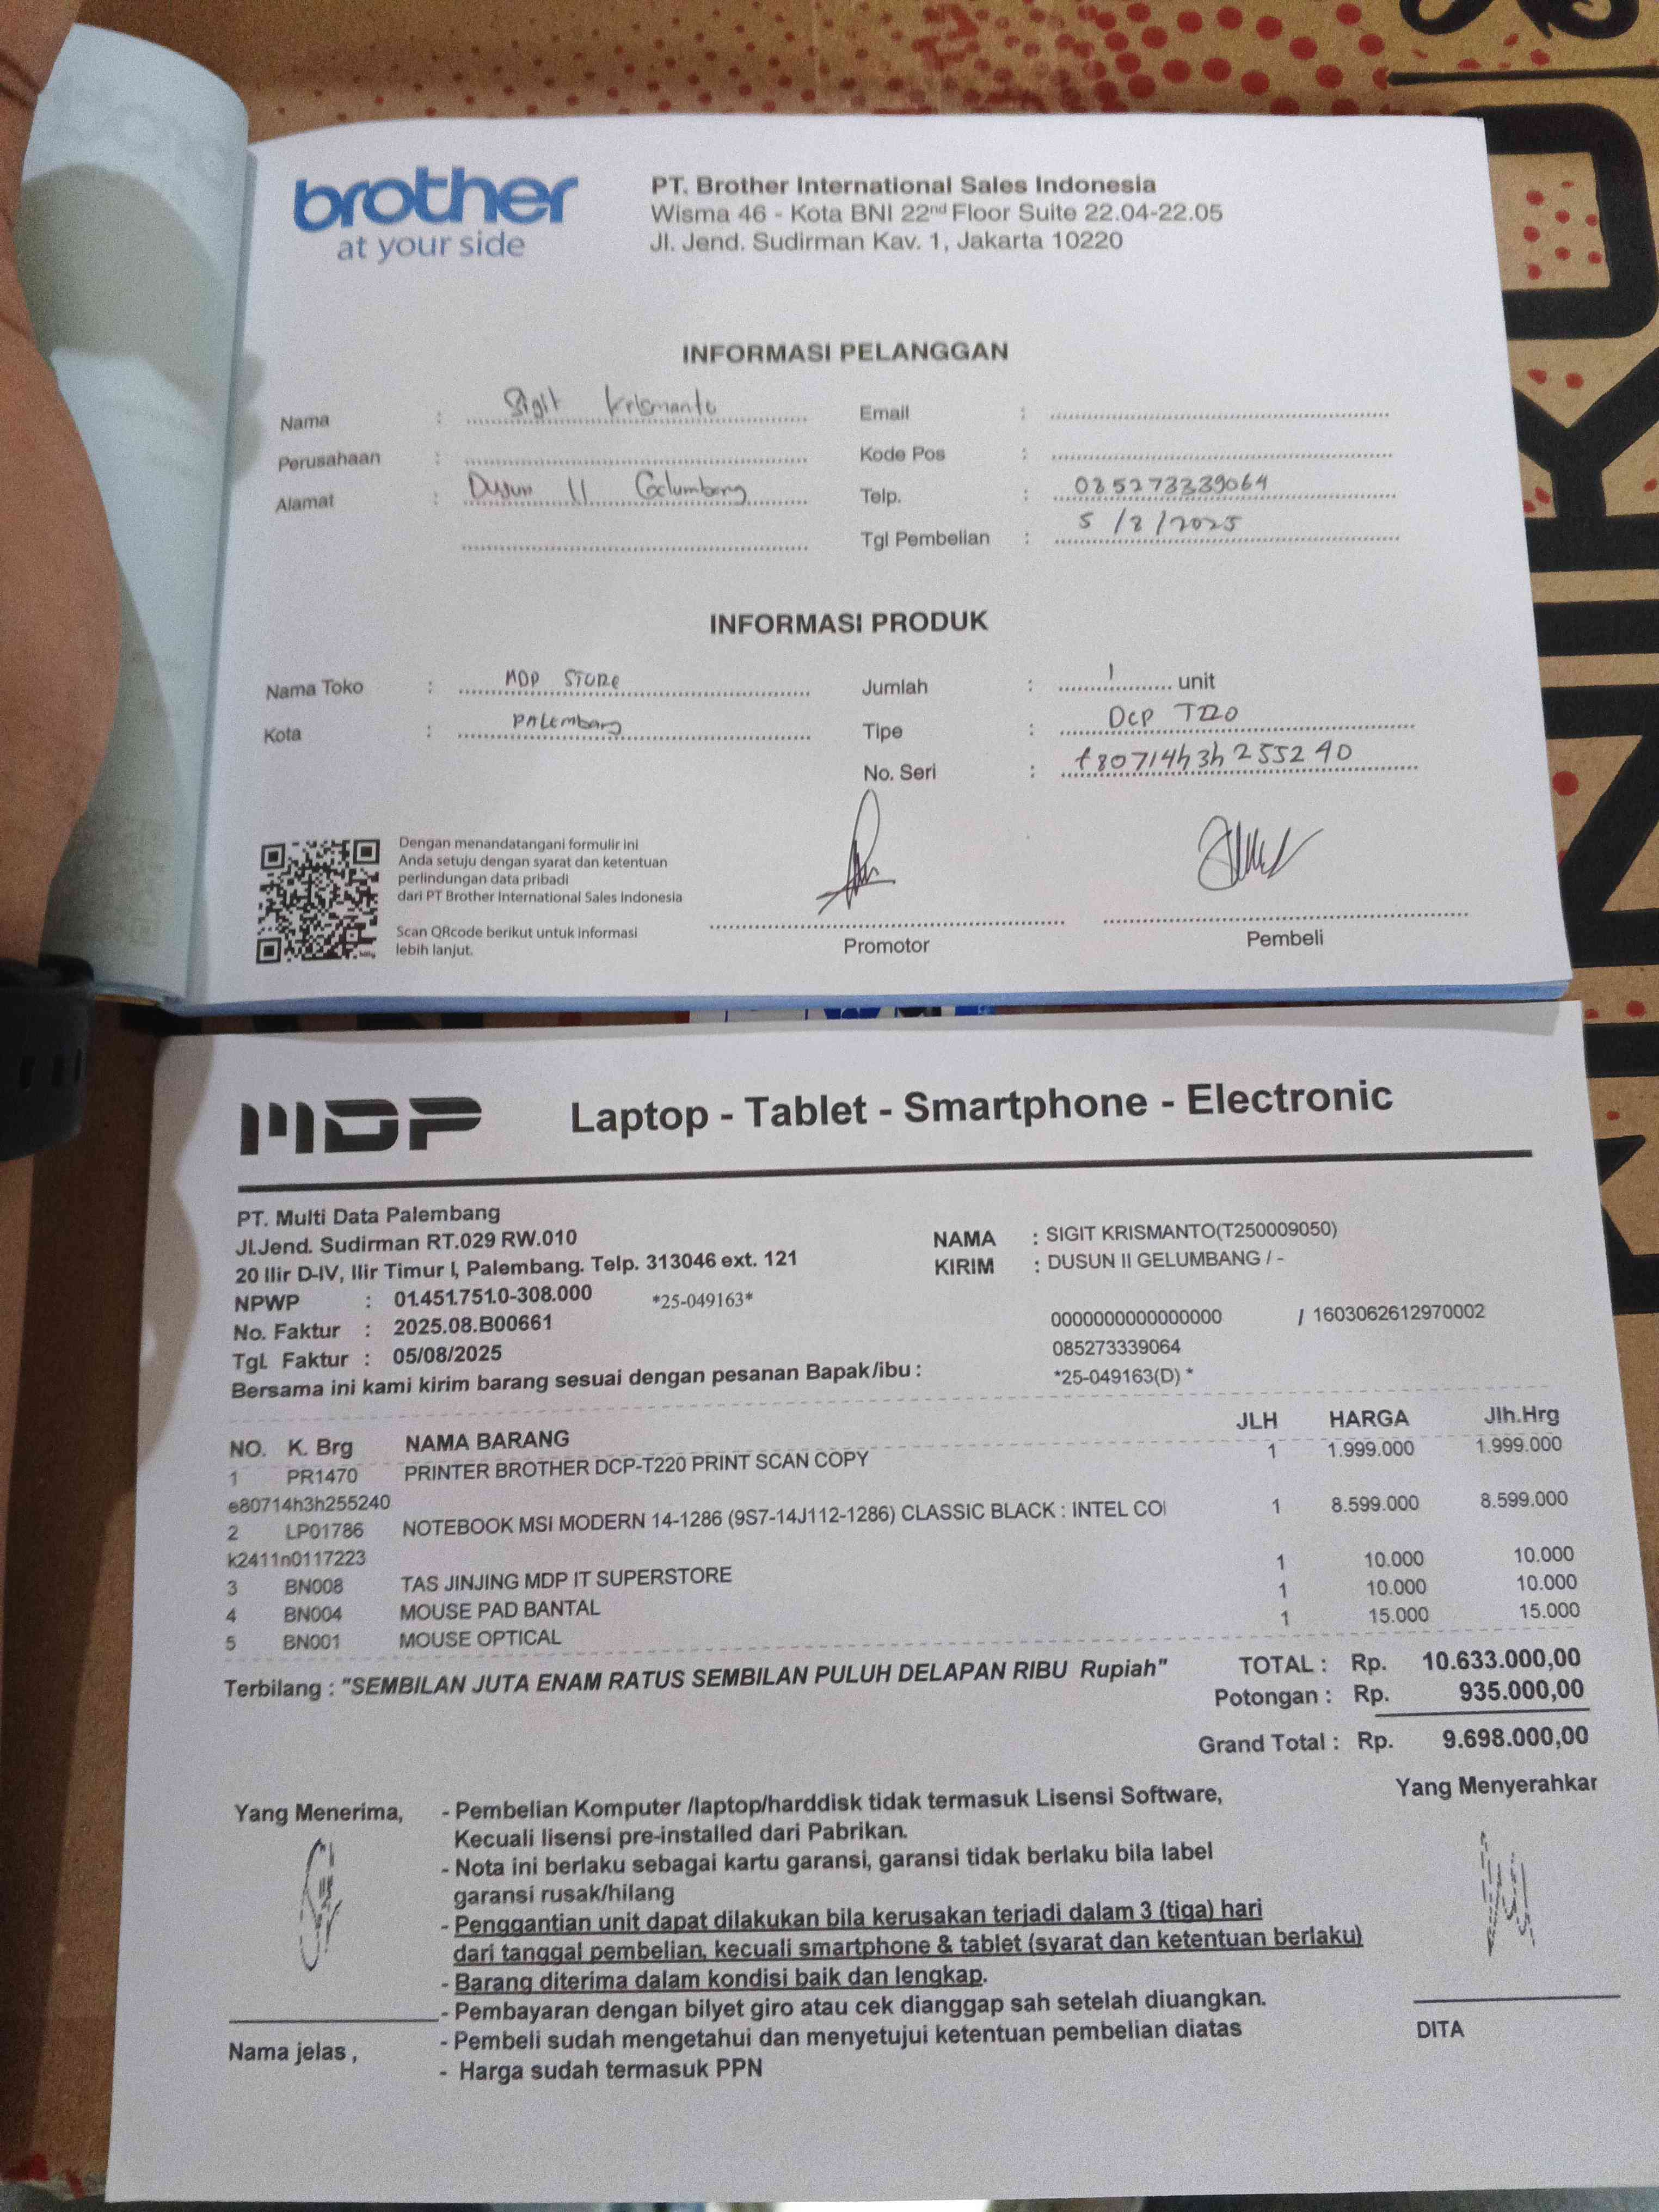 brother
at your side
PT. Brother International Sales Indonesia
Wisma 46 - Kota BNI 22nd Floor Suite 22.04-22.05
Jl. Jend. Sudirman Kav. 1, Jakarta 10220
INFORMASI PELANGGAN
Nama : Sigit Krismanto
Perusahaan :
Alamat : Dusun II Gelumbang
Email :
Kode Pos :
Telp. : 085273339064
Tgl Pembelian : 5/8/2025
INFORMASI PRODUK
Nama Toko : MDP STORE
Kota : PALembang
Jumlah : 1 unit
Tipe : DCP T220
No. Seri : e80714h3h255240
Dengan menandatangani formulir ini
Anda setuju dengan syarat dan ketentuan
perlindungan data pribadi
dari PT Brother International Sales Indonesia
Scan QRcode berikut untuk informasi
lebih lanjut.
Promotor
Pembeli
MDP Laptop - Tablet - Smartphone - Electronic
PT. Multi Data Palembang
Jl.Jend. Sudirman RT.029 RW.010
20 Ilir D-IV, Ilir Timur I, Palembang. Telp. 313046 ext. 121
NPWP : 01.451.751.0-308.000 *25-049163*
No. Faktur : 2025.08.B00661
Tgl. Faktur : 05/08/2025
Bersama ini kami kirim barang sesuai dengan pesanan Bapak/ibu :
NAMA : SIGIT KRISMANTO(T250009050)
KIRIM : DUSUN II GELUMBANG / -
0000000000000000 / 1603062612970002
085273339064
*25-049163(D) *
NO. K. Brg NAMA BARANG JLH HARGA Jlh.Hrg
1 PR1470 PRINTER BROTHER DCP-T220 PRINT SCAN COPY 1 1.999.000 1.999.000
e80714h3h255240
2 LP01786 NOTEBOOK MSI MODERN 14-1286 (9S7-14J112-1286) CLASSIC BLACK : INTEL COI 1 8.599.000 8.599.000
k2411n0117223
3 BN008 TAS JINJING MDP IT SUPERSTORE 1 10.000 10.000
4 BN004 MOUSE PAD BANTAL 1 10.000 10.000
5 BN001 MOUSE OPTICAL 1 15.000 15.000
Terbilang : "SEMBILAN JUTA ENAM RATUS SEMBILAN PULUH DELAPAN RIBU Rupiah"
TOTAL : Rp. 10.633.000,00
Potongan : Rp. 935.000,00
Grand Total : Rp. 9.698.000,00
Yang Menerima,
- Pembelian Komputer /laptop/harddisk tidak termasuk Lisensi Software,
Kecuali lisensi pre-installed dari Pabrikan.
- Nota ini berlaku sebagai kartu garansi, garansi tidak berlaku bila label
garansi rusak/hilang
- Penggantian unit dapat dilakukan bila kerusakan terjadi dalam 3 (tiga) hari
dari tanggal pembelian, kecuali smartphone & tablet (syarat dan ketentuan berlaku)
- Barang diterima dalam kondisi baik dan lengkap.
- Pembayaran dengan bilyet giro atau cek dianggap sah setelah diuangkan.
- Pembeli sudah mengetahui dan menyetujui ketentuan pembelian diatas
- Harga sudah termasuk PPN
Yang Menyerahkar
Nama jelas ,
DITA